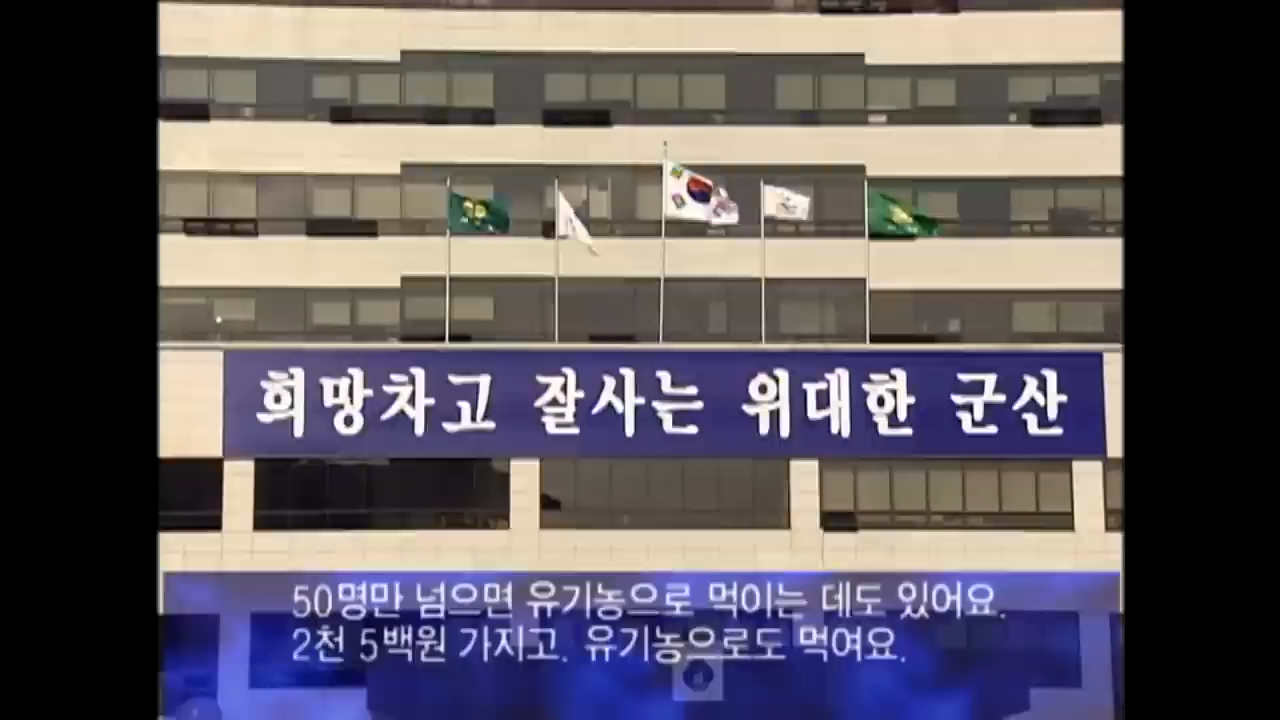 희망차고 잘사는 위대한 군산
50명만 넘으면 유기농으로 먹이는 데도 있어요.
2천 5백원 가지고. 유기농으로도 먹여요.